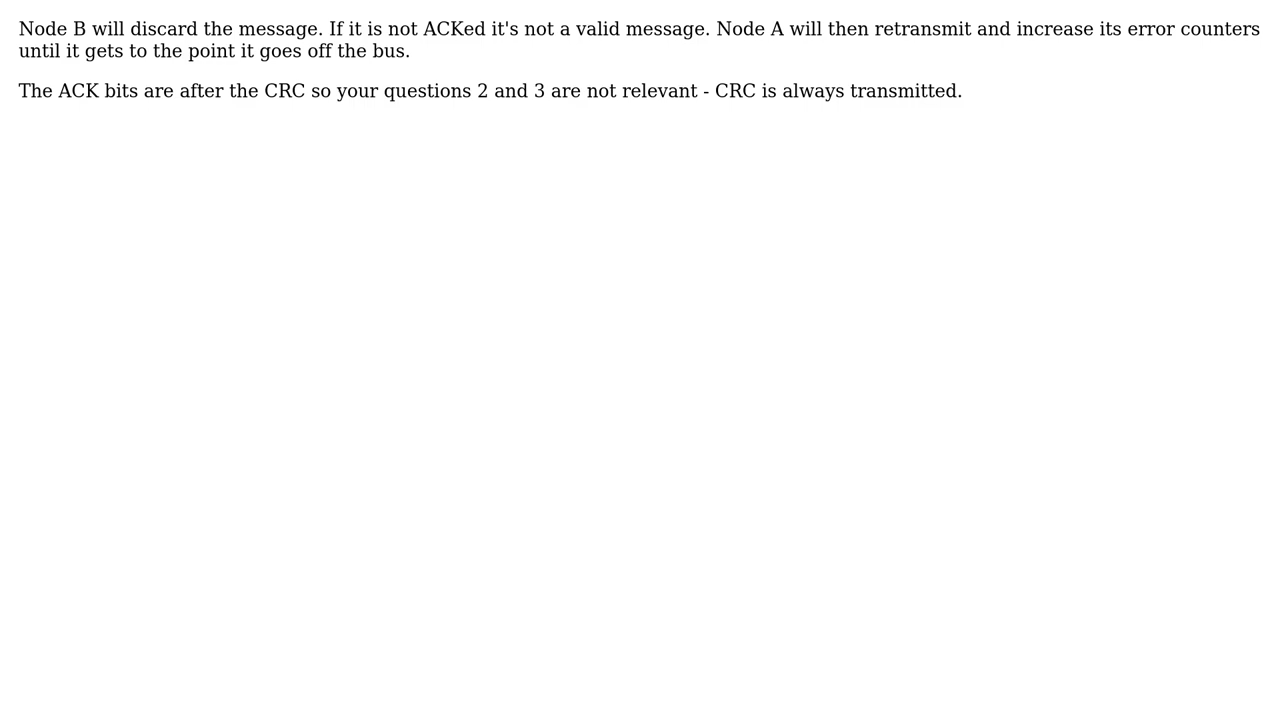 Node B will discard the message. If it is not ACKed it's not a valid message. Node A will then retransmit and increase its error counters
until it gets to the point it goes off the bus.
The ACK bits are after the CRC so your questions 2 and 3 are not relevant - CRC is always transmitted.